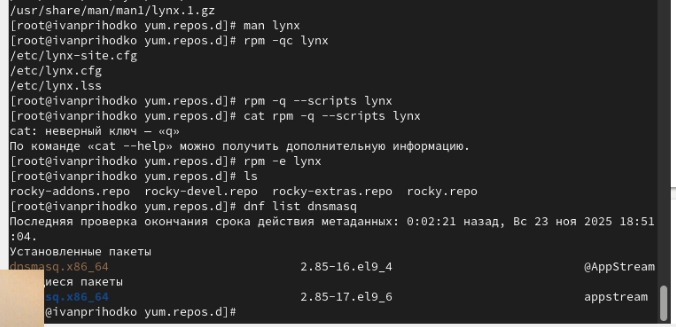 /usr/share/man/man1/lynx.1.gz
[root@ivanprihodko yum.repos.d]# man lynx
[root@ivanprihodko yum.repos.d]# rpm -qc lynx
/etc/lynx-site.cfg
/etc/lynx.cfg
/etc/lynx.lss
[root@ivanprihodko yum.repos.d]# rpm -q --scripts lynx
[root@ivanprihodko yum.repos.d]# cat rpm -q --scripts lynx
cat: неверный ключ — «q»
По команде «cat --help» можно получить дополнительную информацию.
[root@ivanprihodko yum.repos.d]# rpm -e lynx
[root@ivanprihodko yum.repos.d]# ls
rocky-addons.repo rocky-devel.repo rocky-extras.repo rocky.repo
[root@ivanprihodko yum.repos.d]# dnf list dnsmasq
Последняя проверка окончания срока действия метаданных: 0:02:21 назад, Вс 23 ноя 2025 18:51
:04.
Установленные пакеты
dnsmasq.x86_64 2.85-16.el9_4 @AppStream
иеся пакеты
sq.x86_64 2.85-17.el9_6 appstream
@ivanprihodko yum.repos.d]#